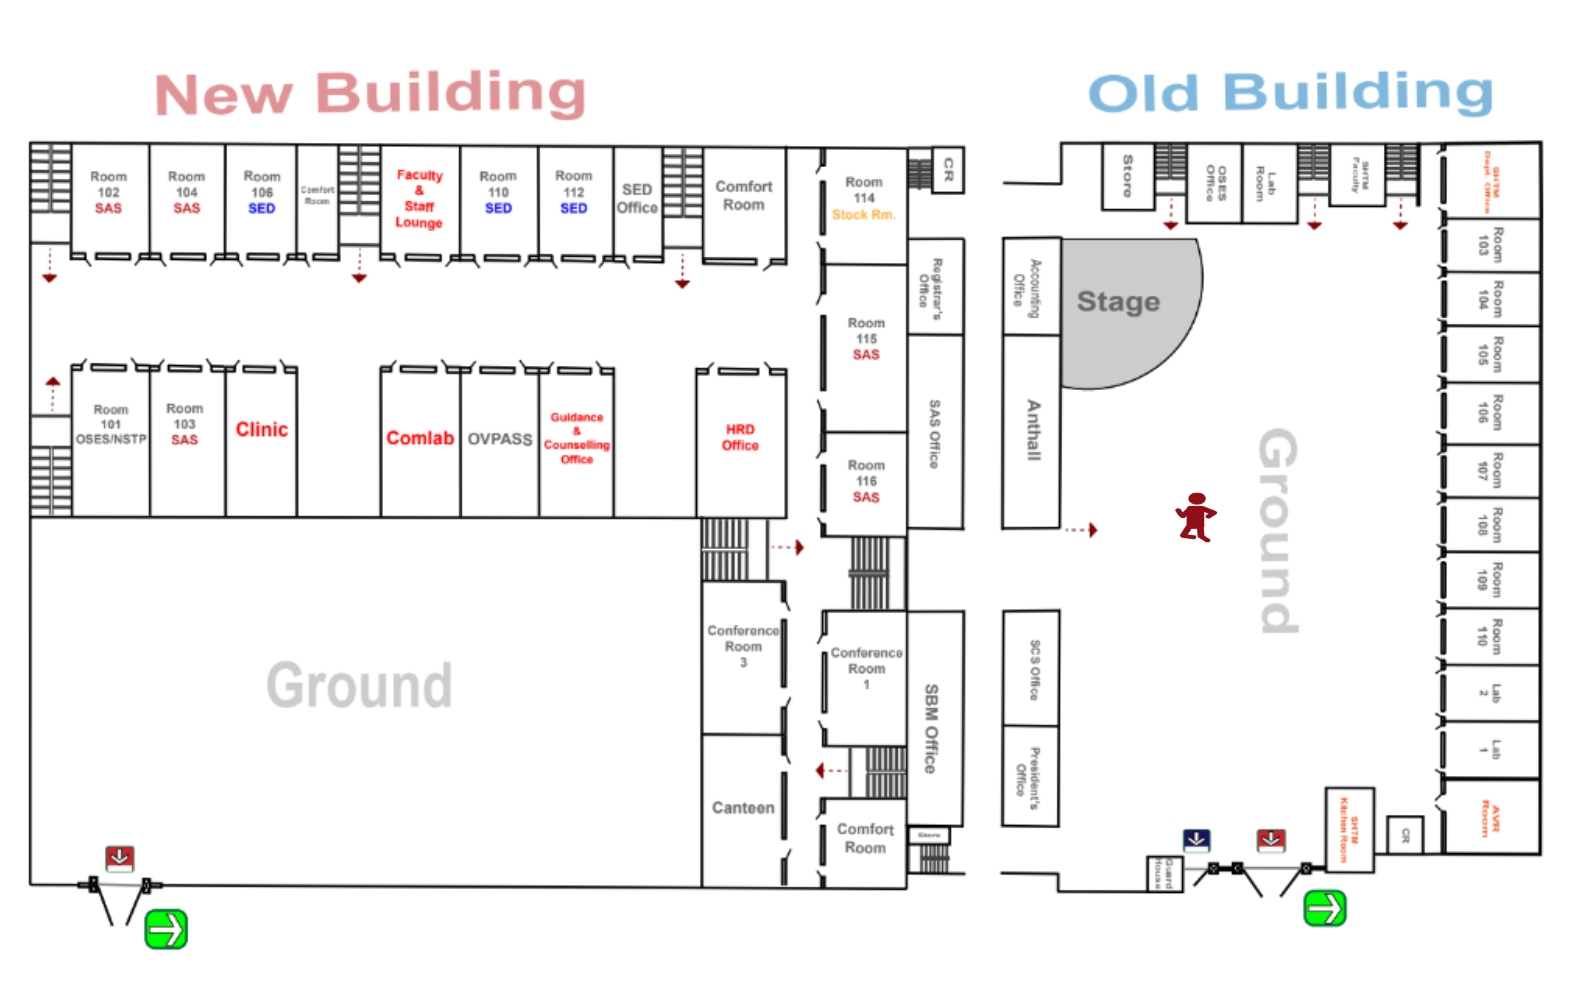 New Building
Old Building
Room
102
SAS
Room
104
SAS
Room
106
SED
Comfort
Room
Faculty
&
Staff
Lounge
Room
110
SED
Room
112
SED
SED
Office
Comfort
Room
Room
114
Stock Rm.
CR
Store
OSES
Office
Lab
Room
SHTM
Faculty
SHTM
Dept. Office
Registrar's
Office
Accounting
Office
Stage
Room
103
Room
104
Room
115
SAS
Room
105
Room
101
OSES/NSTP
Room
103
SAS
Clinic
Comlab
OVPASS
Guidance
&
Counselling
Office
HRD
Office
SAS Office
Anthall
Room
106
Room
116
SAS
Ground
Room
107
Room
108
Room
109
Ground
Conference
Room
3
Conference
Room
1
SBM Office
SCS Office
Room
110
Lab
2
Lab
1
President's
Office
Canteen
Comfort
Room
Store
Guard
House
SHTM
Kitchen Room
CR
AVR
Room